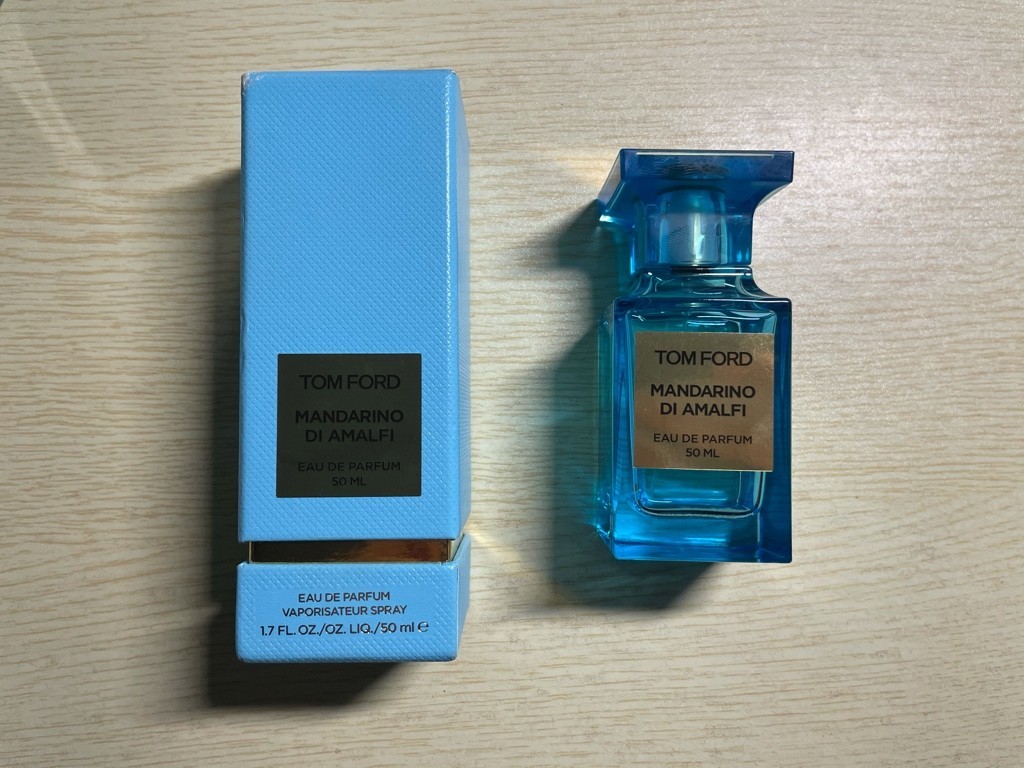 TOM FORD
MANDARINO
DI AMALFI
EAU DE PARFUM
50 ML
EAU DE PARFUM
VAPORISATEUR SPRAY
1.7 FL. OZ./OZ. LIQ./50 ml ℮
TOM FORD
MANDARINO
DI AMALFI
EAU DE PARFUM
50 ML